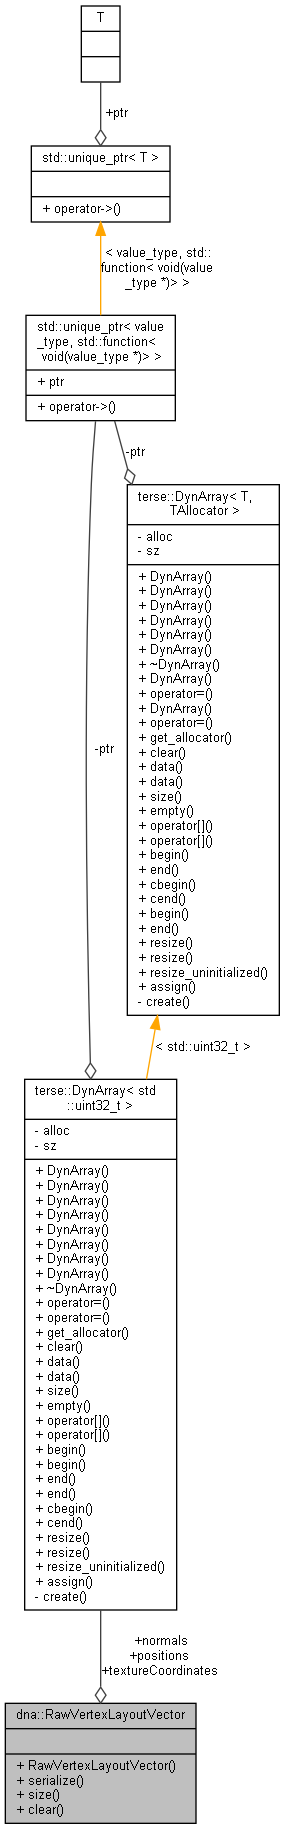 T
+ptr
std::unique_ptr< T >
+ operator->()
< value_type, std::
function< void(value
_type *)> >
std::unique_ptr< value
_type, std::function<
void(value_type *)> >
+ ptr
+ operator->()
-ptr
terse::DynArray< T,
TAllocator >
- alloc
- sz
+ DynArray()
+ DynArray()
+ DynArray()
+ DynArray()
+ DynArray()
+ DynArray()
+ ~DynArray()
+ DynArray()
+ operator=()
+ DynArray()
+ operator=()
+ get_allocator()
+ clear()
+ data()
+ data()
+ size()
+ empty()
+ operator[]()
+ operator[]()
+ begin()
+ end()
+ cbegin()
+ cend()
+ begin()
+ end()
+ resize()
+ resize()
+ resize_uninitialized()
+ assign()
- create()
-ptr
< std::uint32_t >
terse::DynArray< std
::uint32_t >
- alloc
- sz
+ DynArray()
+ DynArray()
+ DynArray()
+ DynArray()
+ DynArray()
+ DynArray()
+ DynArray()
+ DynArray()
+ ~DynArray()
+ operator=()
+ operator=()
+ get_allocator()
+ clear()
+ data()
+ data()
+ size()
+ empty()
+ operator[]()
+ operator[]()
+ begin()
+ begin()
+ end()
+ end()
+ cbegin()
+ cend()
+ resize()
+ resize()
+ resize_uninitialized()
+ assign()
- create()
+normals
+positions
+textureCoordinates
dna::RawVertexLayoutVector
+ RawVertexLayoutVector()
+ serialize()
+ size()
+ clear()